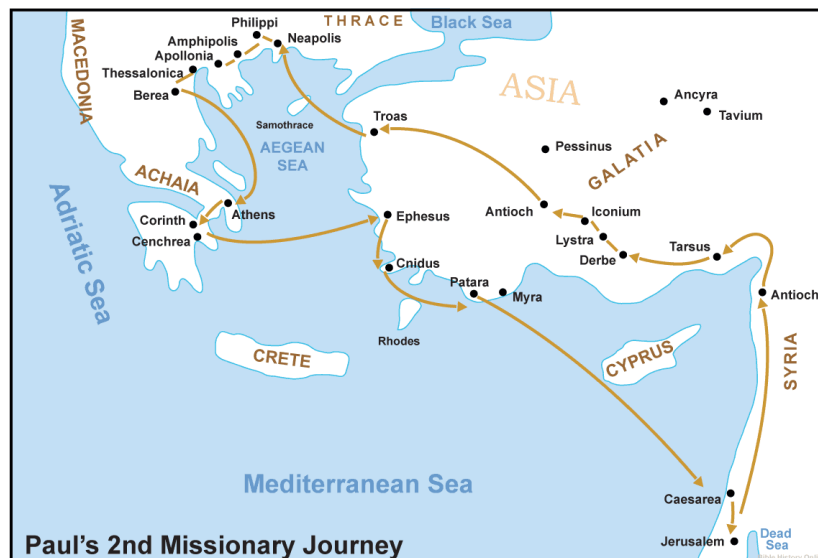 Philippi
THRACE
Black Sea
MACEDONIA
Amphipolis
Neapolis
Apollonia
Thessalonica
Berea
ASIA
Ancyra
Tavium
Troas
Samothrace
AEGEAN
SEA
Pessinus
GALATIA
ACHAIA
Adriatic Sea
Athens
Corinth
Cenchrea
Ephesus
Antioch
Iconium
Lystra
Derbe
Tarsus
Cnidus
Patara
Myra
Antioch
Rhodes
CRETE
CYPRUS
SYRIA
Mediterranean Sea
Caesarea
Jerusalem
Dead
Sea
Paul's 2nd Missionary Journey